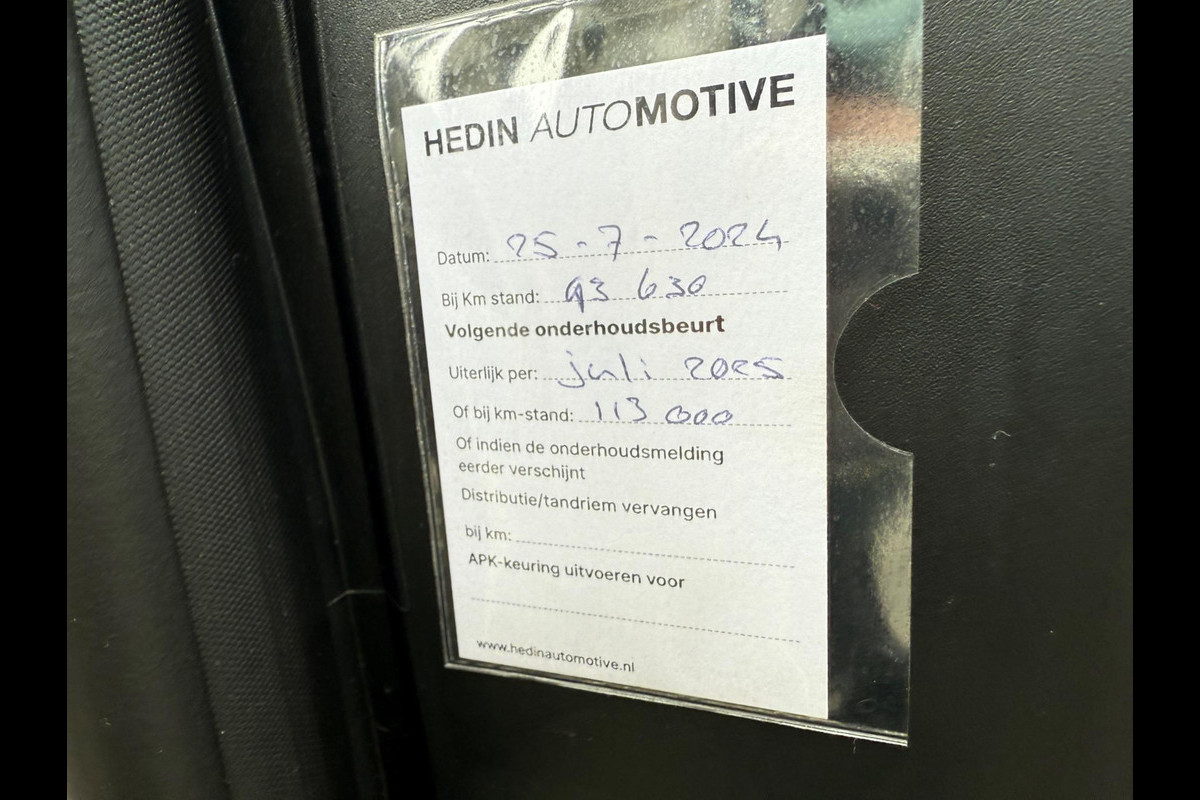 HEDIN AUTOMOTIVE
Datum: 25-7-2024
Bij Km stand: 93 630
Volgende onderhoudsbeurt
Uiterlijk per: juli 2025
Of bij km-stand: 113 000
Of indien de onderhoudsmelding
eerder verschijnt
Distributie/tandriem vervangen
bij km:
APK-keuring uitvoeren voor
www.hedinautomotive.nl